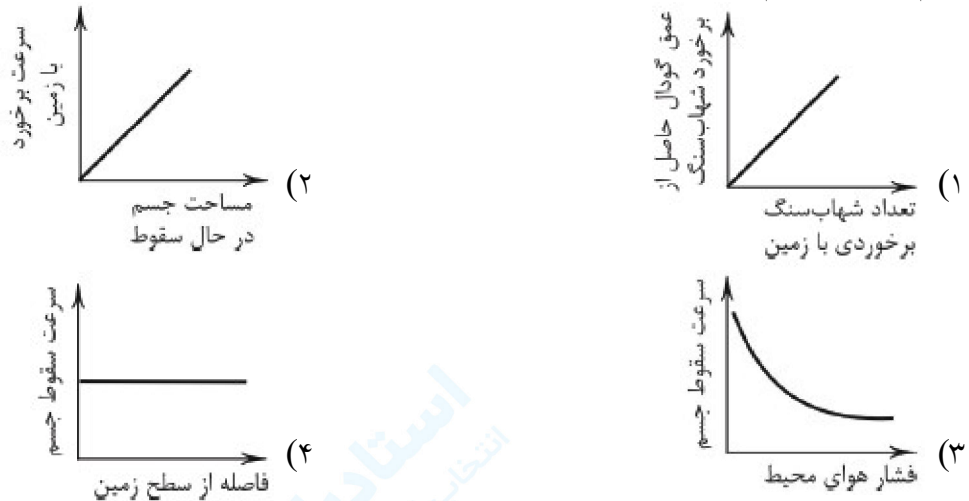 عمق گودال حاصل از
برخورد شهاب‌سنگ
تعداد شهاب‌سنگ
برخوردی با زمین
(۱
سرعت برخورد
با زمین
مساحت جسم
در حال سقوط
(۲
سرعت سقوط جسم
فشار هوای محیط
(۳
سرعت سقوط جسم
فاصله از سطح زمین
(۴